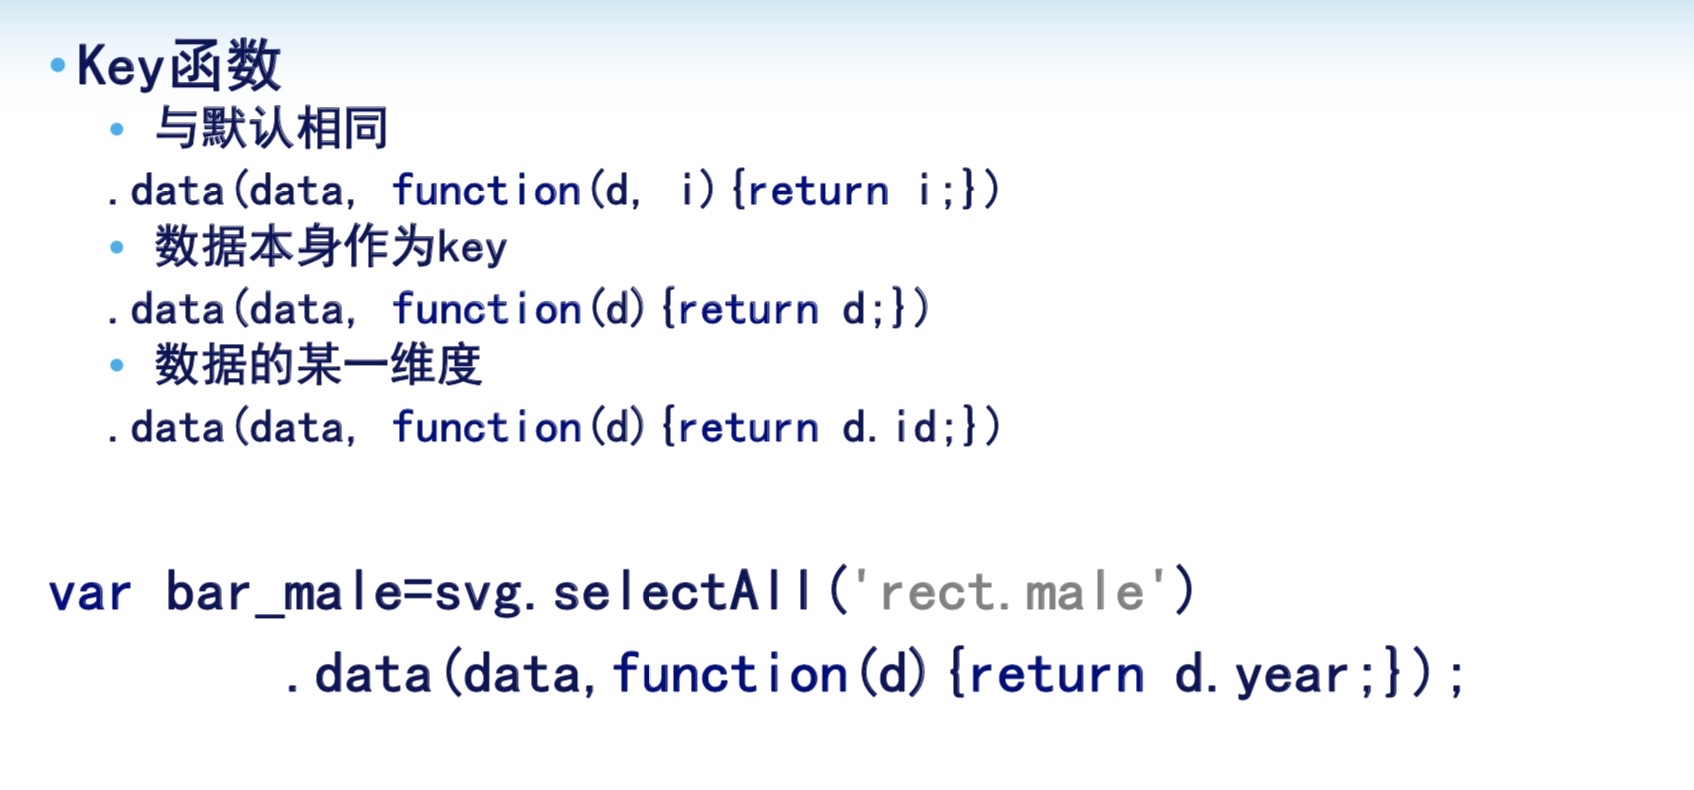 •Key函数
• 与默认相同
.data(data, function(d, i){return i;})
• 数据本身作为key
.data(data, function(d){return d;})
• 数据的某一维度
.data(data, function(d){return d.id;})
var bar_male=svg.selectAll('rect.male')
.data(data,function(d){return d.year;});